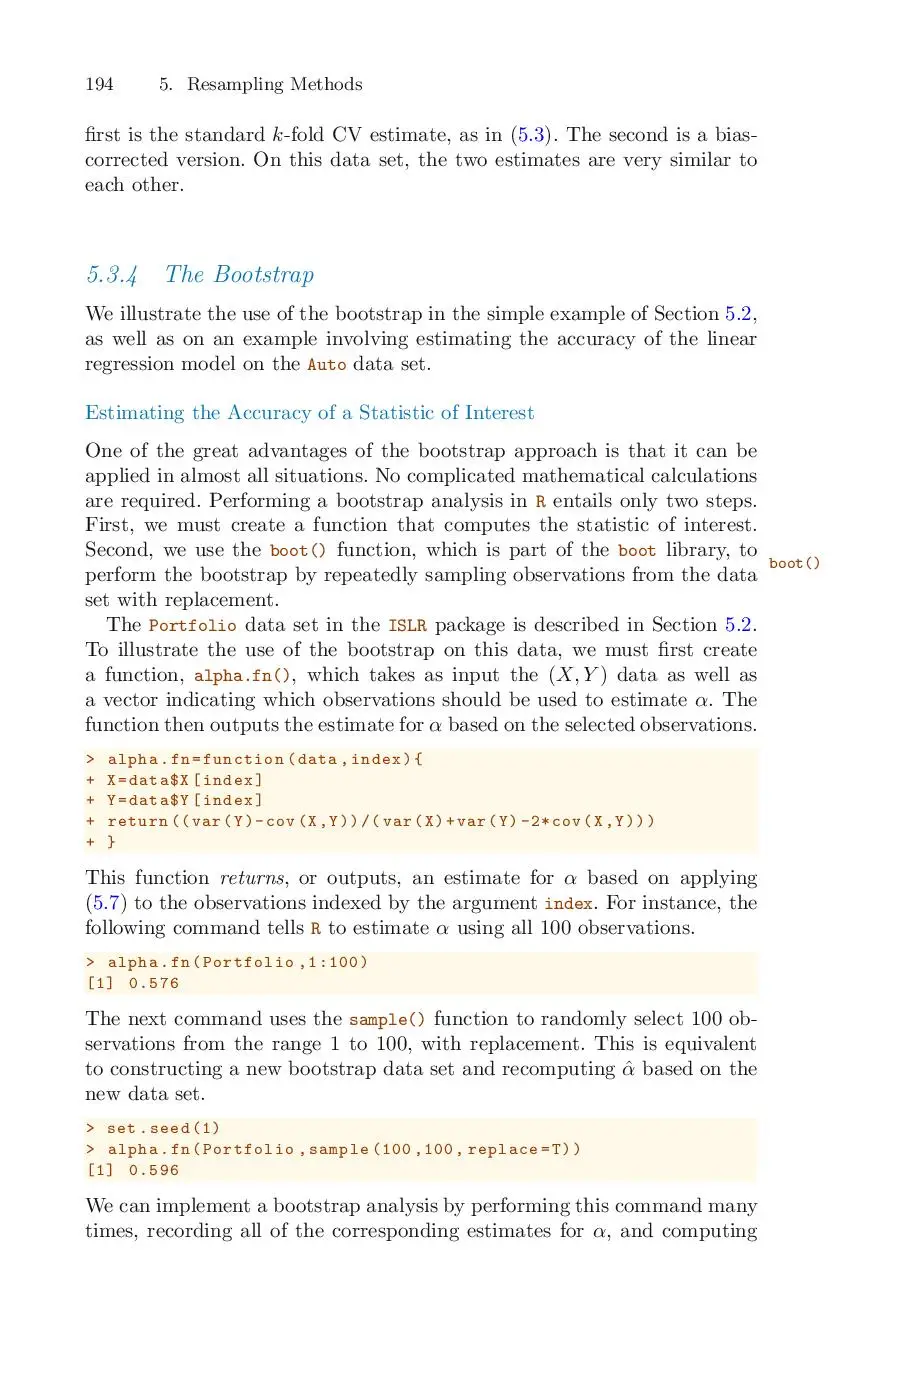 194 5. Resampling Methods
first is the standard k-fold CV estimate, as in (5.3). The second is a bias-
corrected version. On this data set, the two estimates are very similar to
each other.
5.3.4 The Bootstrap
We illustrate the use of the bootstrap in the simple example of Section 5.2,
as well as on an example involving estimating the accuracy of the linear
regression model on the Auto data set.
Estimating the Accuracy of a Statistic of Interest
One of the great advantages of the bootstrap approach is that it can be
applied in almost all situations. No complicated mathematical calculations
are required. Performing a bootstrap analysis in R entails only two steps.
First, we must create a function that computes the statistic of interest.
Second, we use the boot() function, which is part of the boot library, to
boot()
perform the bootstrap by repeatedly sampling observations from the data
set with replacement.
The Portfolio data set in the ISLR package is described in Section 5.2.
To illustrate the use of the bootstrap on this data, we must first create
a function, alpha.fn(), which takes as input the (X, Y) data as well as
a vector indicating which observations should be used to estimate α. The
function then outputs the estimate for α based on the selected observations.
> alpha.fn=function(data,index){
+ X=data$X[index]
+ Y=data$Y[index]
+ return((var(Y)-cov(X,Y))/(var(X)+var(Y)-2*cov(X,Y)))
+ }
This function returns, or outputs, an estimate for α based on applying
(5.7) to the observations indexed by the argument index. For instance, the
following command tells R to estimate α using all 100 observations.
> alpha.fn(Portfolio,1:100)
[1] 0.576
The next command uses the sample() function to randomly select 100 ob-
servations from the range 1 to 100, with replacement. This is equivalent
to constructing a new bootstrap data set and recomputing α̂ based on the
new data set.
> set.seed(1)
> alpha.fn(Portfolio,sample(100,100,replace=T))
[1] 0.596
We can implement a bootstrap analysis by performing this command many
times, recording all of the corresponding estimates for α, and computing